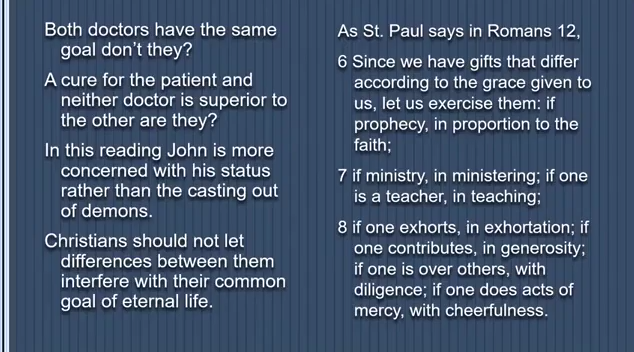 Both doctors have the same
goal don't they?
A cure for the patient and
neither doctor is superior to
the other are they?
In this reading John is more
concerned with his status
rather than the casting out
of demons.
Christians should not let
differences between them
interfere with their common
goal of eternal life.
As St. Paul says in Romans 12,
6 Since we have gifts that differ
according to the grace given to
us, let us exercise them: if
prophecy, in proportion to the
faith;
7 if ministry, in ministering; if one
is a teacher, in teaching;
8 if one exhorts, in exhortation; if
one contributes, in generosity;
if one is over others, with
diligence; if one does acts of
mercy, with cheerfulness.